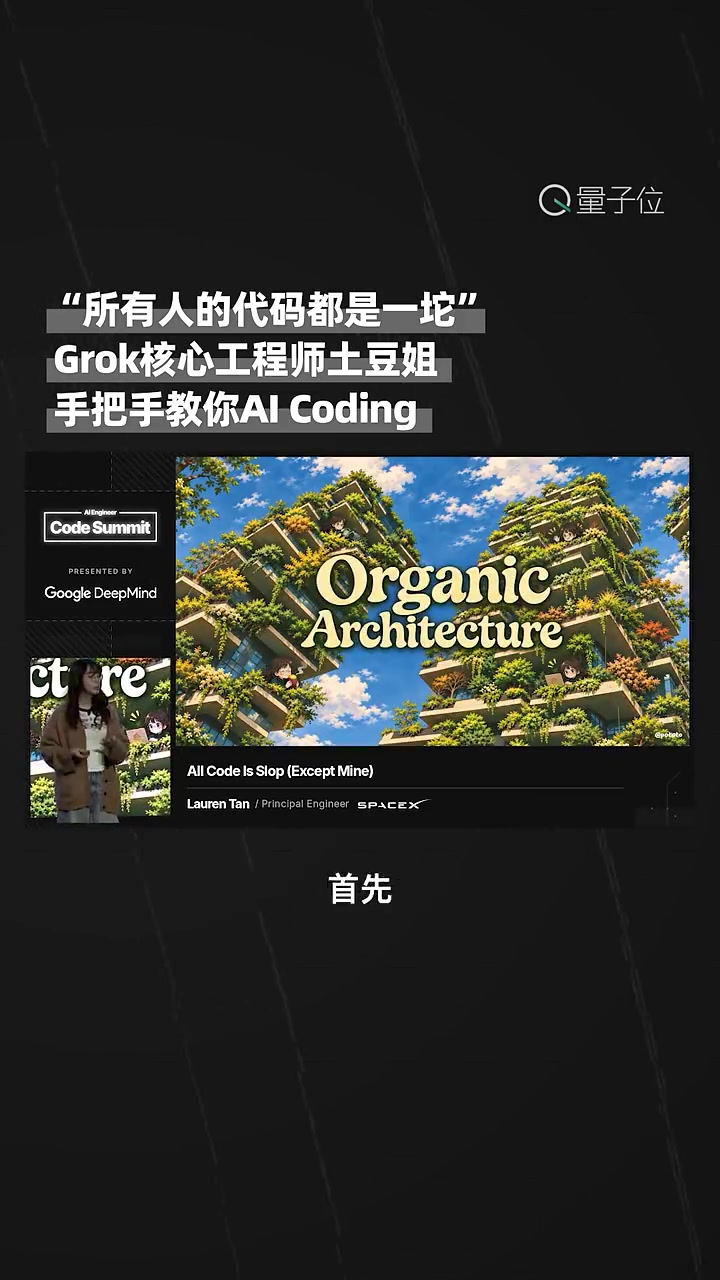 量子位
“所有人的代码都是一坨”
Grok核心工程师土豆姐
手把手教你AI Coding
AI Engineer
Code Summit
PRESENTED BY
Google DeepMind
Organic
Architecture
cture
@potato
All Code Is Slop (Except Mine)
Lauren Tan / Principal Engineer SPACEX
首先